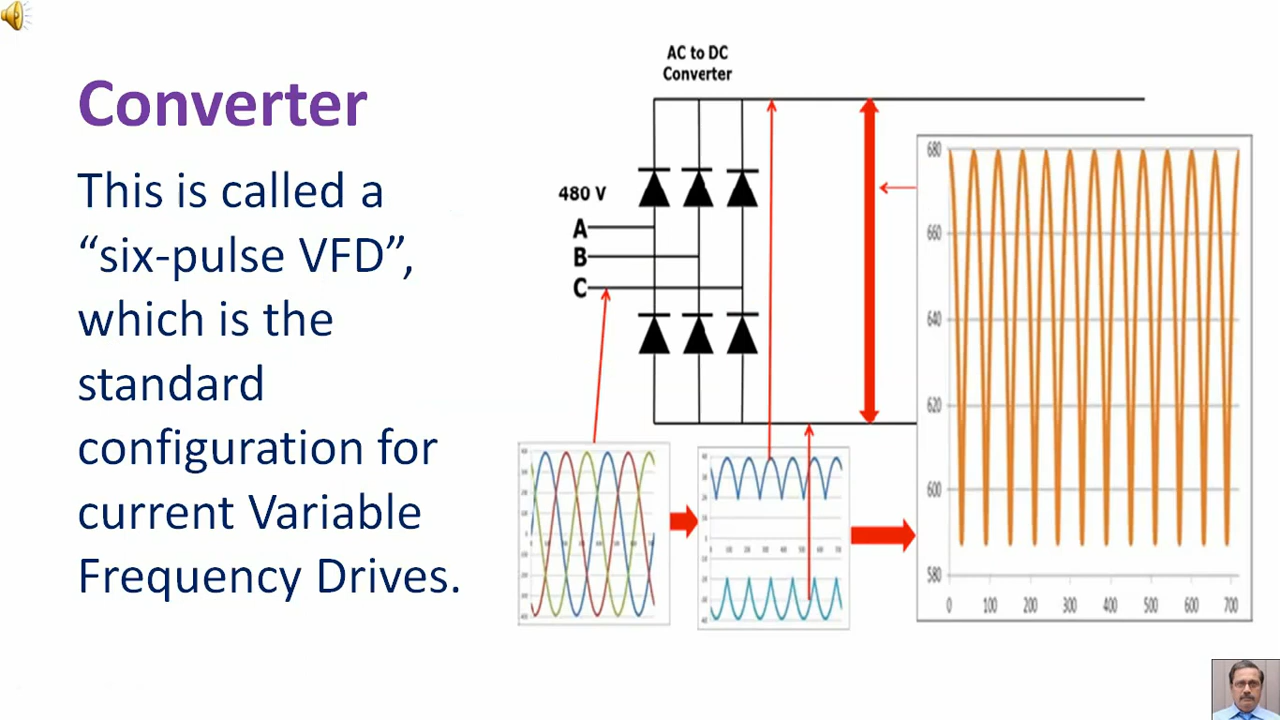 Converter
This is called a
“six-pulse VFD”,
which is the
standard
configuration for
current Variable
Frequency Drives.
AC to DC
Converter
480 V
A
B
C
680
660
640
620
600
580
0 100 200 300 400 500 600 700